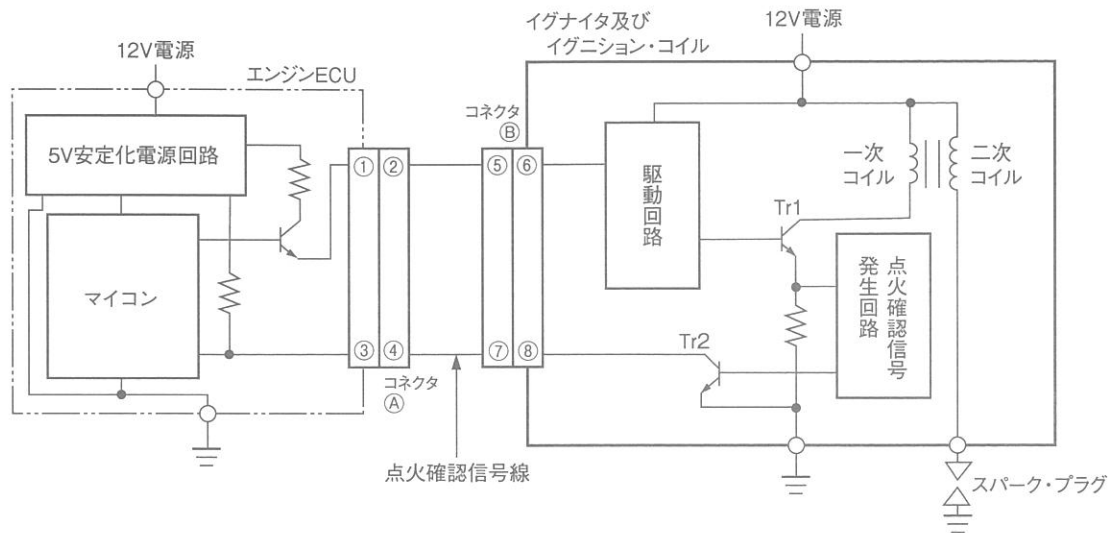 12V電源
エンジンECU
5V安定化電源回路
マイコン
①
②
③
④
コネクタ
Ⓐ
コネクタ
Ⓑ
⑤
⑥
⑦
⑧
点火確認信号線
イグナイタ及び
イグニション・コイル
12V電源
駆動回路
一次
コイル
二次
コイル
Tr1
Tr2
点火確認信号
発生回路
スパーク・プラグ